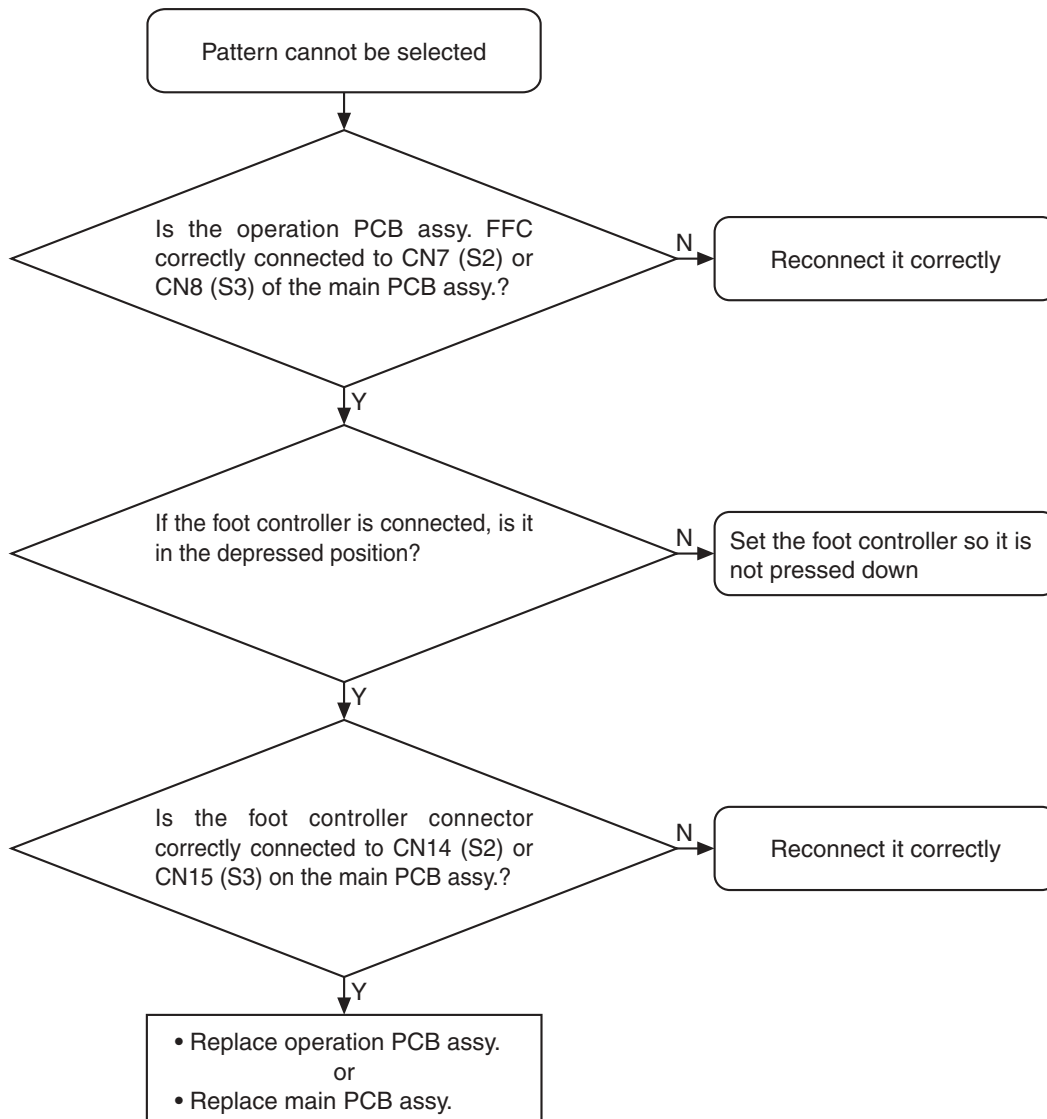 Pattern cannot be selected
Is the operation PCB assy. FFC
correctly connected to CN7 (S2) or
CN8 (S3) of the main PCB assy.?
N
Reconnect it correctly
Y
If the foot controller is connected, is it
in the depressed position?
N
Set the foot controller so it is
not pressed down
Y
Is the foot controller connector
correctly connected to CN14 (S2) or
CN15 (S3) on the main PCB assy.?
N
Reconnect it correctly
Y
• Replace operation PCB assy.
or
• Replace main PCB assy.